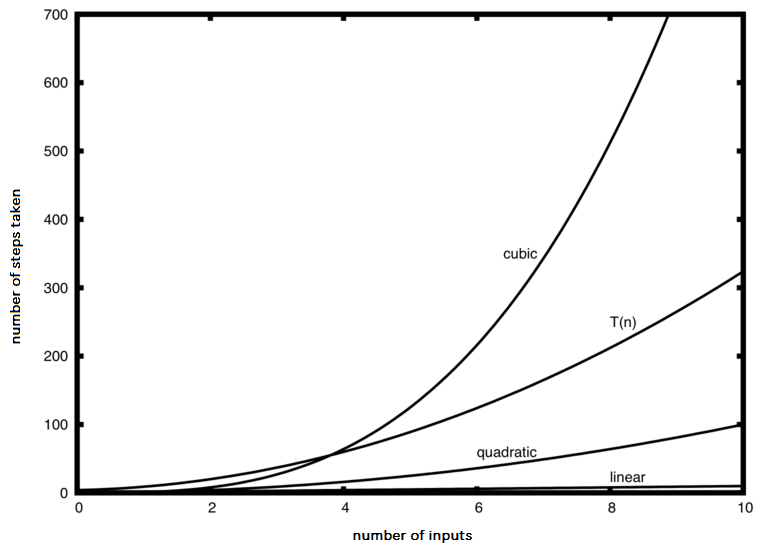 700
600
500
400
300
200
100
0
number of steps taken
cubic
T(n)
quadratic
linear
0 2 4 6 8 10
number of inputs